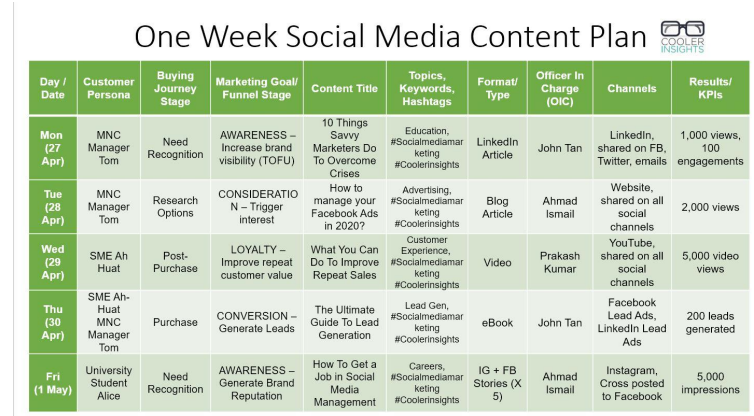 One Week Social Media Content Plan
COOLER
INSIGHTS
Day /
Date
Customer
Persona
Buying
Journey
Stage
Marketing Goal/
Funnel Stage
Content Title
Topics,
Keywords,
Hashtags
Format/
Type
Officer In
Charge
(OIC)
Channels
Results/
KPIs
Mon
(27
Apr)
MNC
Manager
Tom
Need
Recognition
AWARENESS –
Increase brand
visibility (TOFU)
10 Things
Savvy
Marketers Do
To Overcome
Crises
Education,
#Socialmediamar
keting
#Coolerinsights
LinkedIn
Article
John Tan
LinkedIn,
shared on FB,
Twitter, emails
1,000 views,
100
engagements
Tue
(28
Apr)
MNC
Manager
Tom
Research
Options
CONSIDERATIO
N – Trigger
interest
How to
manage your
Facebook Ads
in 2020?
Advertising,
#Socialmediamar
keting
#Coolerinsights
Blog
Article
Ahmad
Ismail
Website,
shared on all
social
channels
2,000 views
Wed
(29
Apr)
SME Ah
Huat
Post-
Purchase
LOYALTY –
Improve repeat
customer value
What You Can
Do To Improve
Repeat Sales
Customer
Experience,
#Socialmediamar
keting
#Coolerinsights
Video
Prakash
Kumar
YouTube,
shared on all
social
channels
5,000 video
views
Thu
(30
Apr)
SME Ah-
Huat
MNC
Manager
Tom
Purchase
CONVERSION –
Generate Leads
The Ultimate
Guide To Lead
Generation
Lead Gen,
#Socialmediamar
keting
#Coolerinsights
eBook
John Tan
Facebook
Lead Ads,
LinkedIn Lead
Ads
200 leads
generated
Fri
(1 May)
University
Student
Alice
Need
Recognition
AWARENESS –
Generate Brand
Reputation
How To Get a
Job in Social
Media
Management
Careers,
#Socialmediamar
keting
#Coolerinsights
IG + FB
Stories (X
5)
Ahmad
Ismail
Instagram,
Cross posted
to Facebook
5,000
impressions